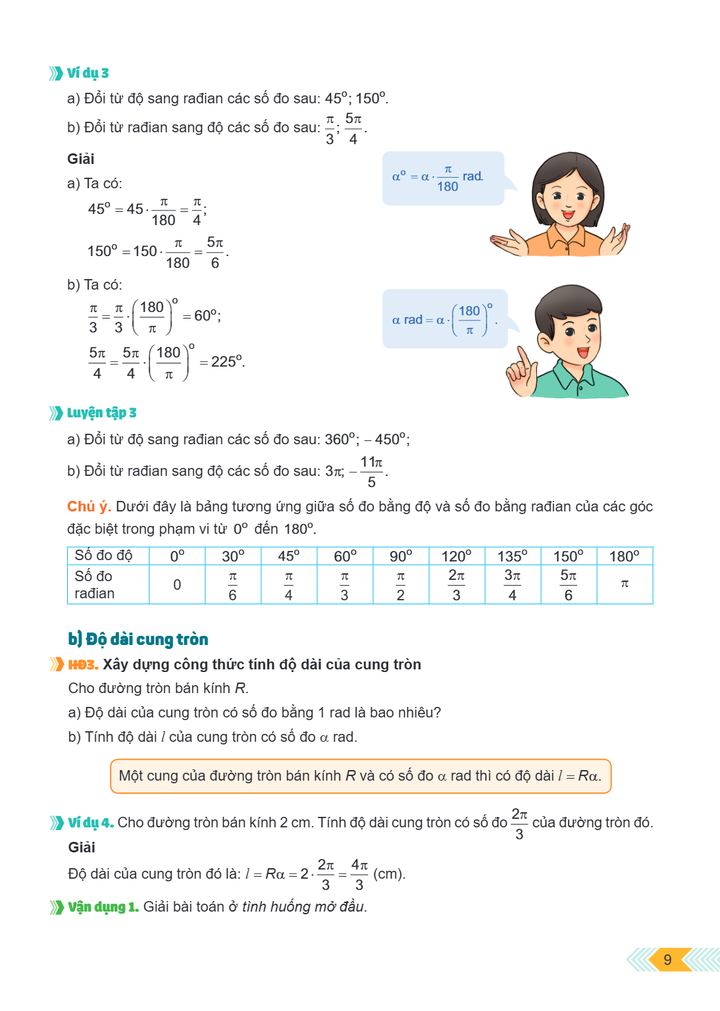 Ví dụ 3
a) Đổi từ độ sang rađian các số đo sau: 45°; 150°.
b) Đổi từ rađian sang độ các số đo sau: π/3; 5π/4.
Giải
a) Ta có:
45° = 45 · π/180 = π/4;
150° = 150 · π/180 = 5π/6.
α° = α · π/180 rad.
b) Ta có:
π/3 = π/3 · (180/π)° = 60°;
5π/4 = 5π/4 · (180/π)° = 225°.
α rad = α · (180/π)°.
Luyện tập 3
a) Đổi từ độ sang rađian các số đo sau: 360°; – 450°;
b) Đổi từ rađian sang độ các số đo sau: 3π; – 11π/5.
Chú ý. Dưới đây là bảng tương ứng giữa số đo bằng độ và số đo bằng rađian của các góc
đặc biệt trong phạm vi từ 0° đến 180°.
Số đo độ 0° 30° 45° 60° 90° 120° 135° 150° 180°
Số đo
rađian 0 π/6 π/4 π/3 π/2 2π/3 3π/4 5π/6 π
b) Độ dài cung tròn
HĐ3. Xây dựng công thức tính độ dài của cung tròn
Cho đường tròn bán kính R.
a) Độ dài của cung tròn có số đo bằng 1 rad là bao nhiêu?
b) Tính độ dài l của cung tròn có số đo α rad.
Một cung của đường tròn bán kính R và có số đo α rad thì có độ dài l = Rα.
Ví dụ 4. Cho đường tròn bán kính 2 cm. Tính độ dài cung tròn có số đo 2π/3 của đường tròn đó.
Giải
Độ dài của cung tròn đó là: l = Rα = 2 · 2π/3 = 4π/3 (cm).
Vận dụng 1. Giải bài toán ở tình huống mở đầu.
9